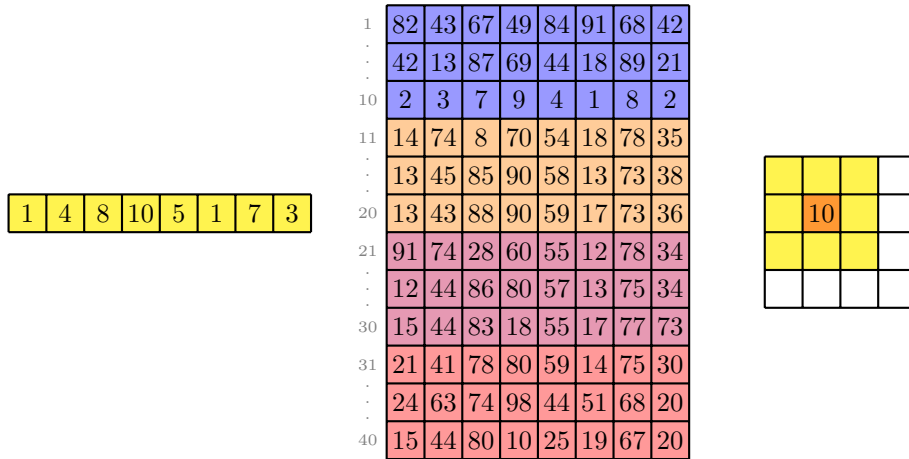 1 82 43 67 49 84 91 68 42
. 42 13 87 69 44 18 89 21
.
10 2 3 7 9 4 1 8 2
11 14 74 8 70 54 18 78 35
. 13 45 85 90 58 13 73 38
.
1 4 8 10 5 1 7 3
20 13 43 88 90 59 17 73 36
10
21 91 74 28 60 55 12 78 34
. 12 44 86 80 57 13 75 34
.
30 15 44 83 18 55 17 77 73
31 21 41 78 80 59 14 75 30
. 24 63 74 98 44 51 68 20
.
40 15 44 80 10 25 19 67 20